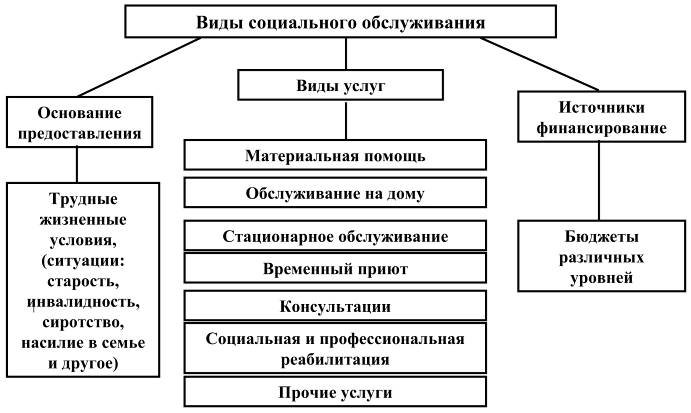 Виды социального обслуживания
Виды услуг
Основание
предоставления
Источники
финансирование
Материальная помощь
Обслуживание на дому
Стационарное обслуживание
Временный приют
Консультации
Социальная и профессиональная
реабилитация
Прочие услуги
Трудные
жизненные
условия,
(ситуации:
старость,
инвалидность,
сиротство,
насилие в семье
и другое)
Бюджеты
различных
уровней